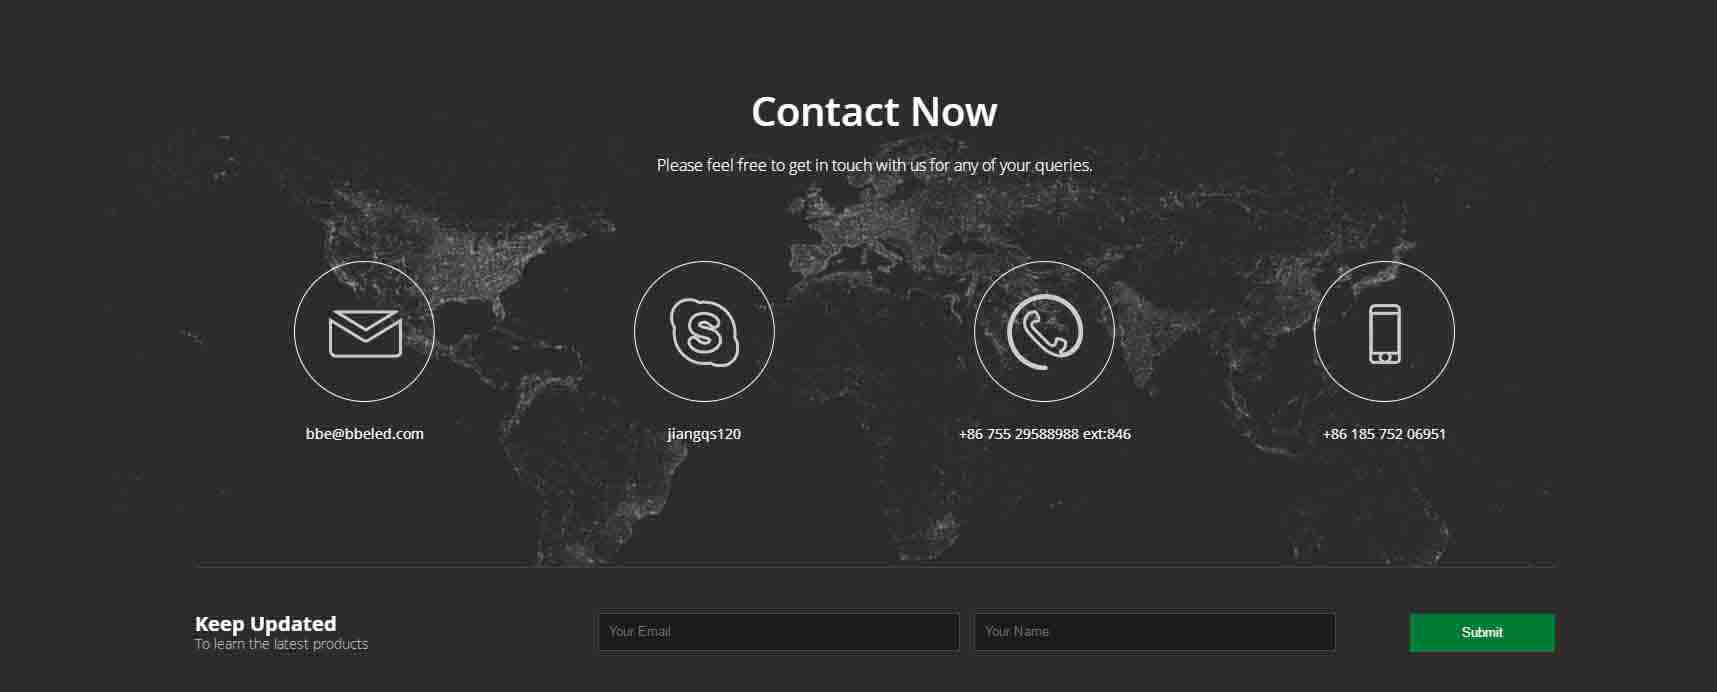 Contact Now
Please feel free to get in touch with us for any of your queries.
bbe@bbeled.com
jiangqs120
+86 755 29588988 ext:846
+86 185 752 06951
Keep Updated
To learn the latest products
Your Email
Your Name
Submit